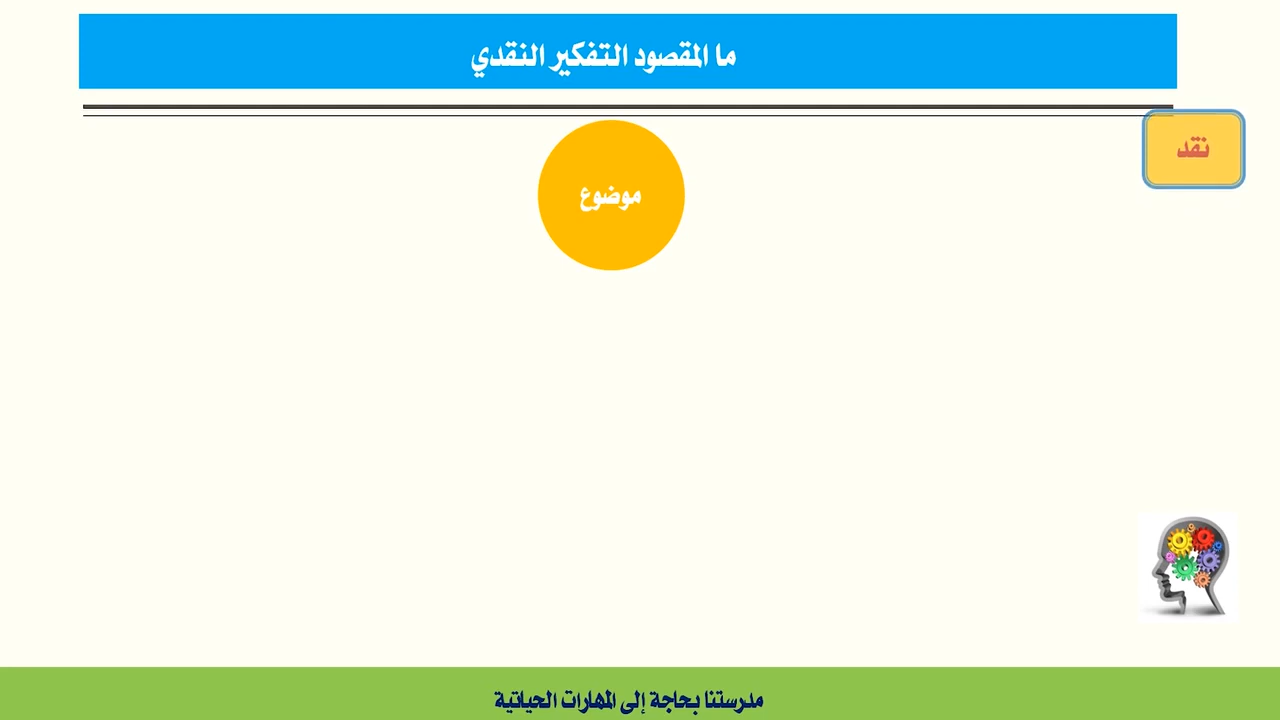 ما المقصود التفكير النقدي
نقد
موضوع
مدرستنا بحاجة إلى المهارات الحياتية